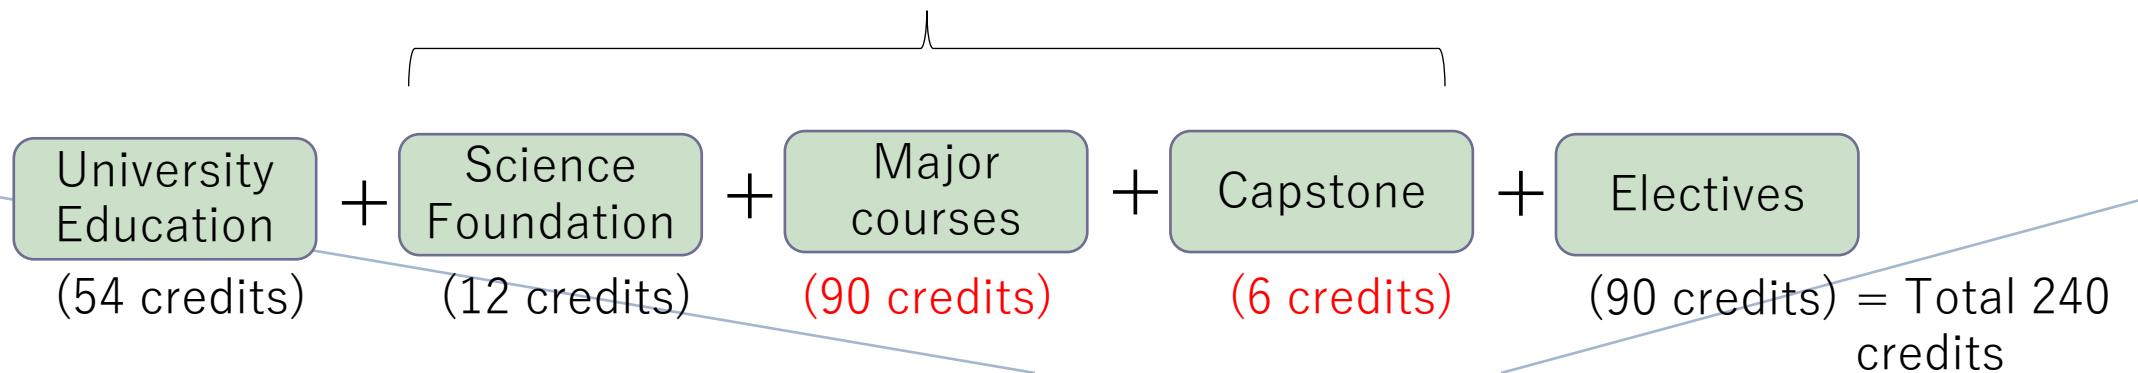 University
Education
+
Science
Foundation
+
Major
courses
+
Capstone
+
Electives
(54 credits)
(12 credits)
(90 credits)
(6 credits)
(90 credits) = Total 240
credits